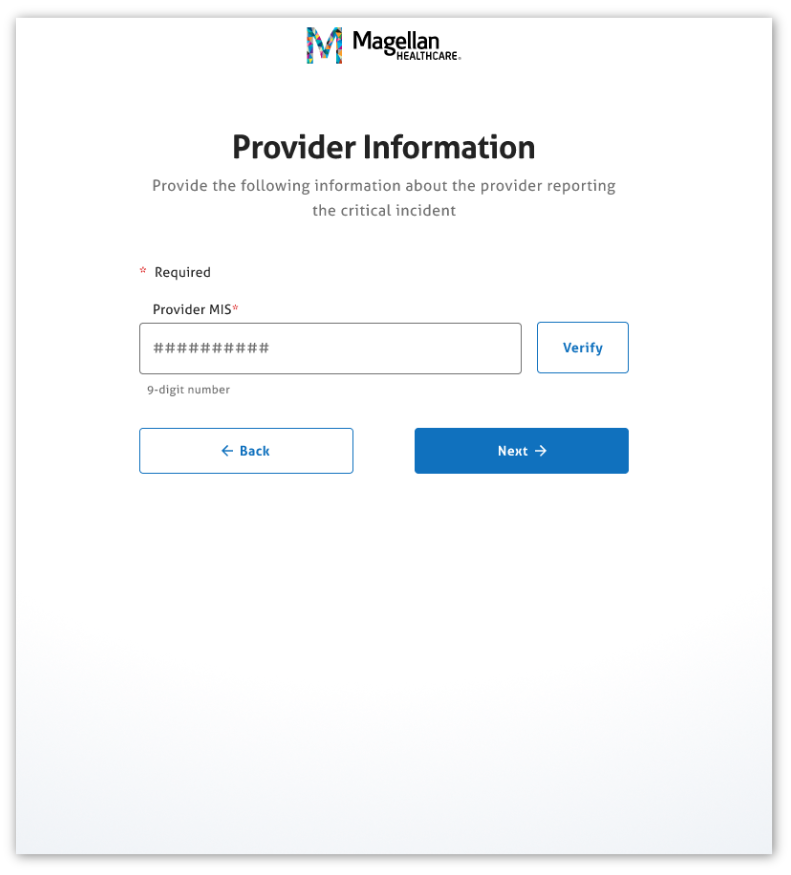 Magellan
HEALTHCARE.
Provider Information
Provide the following information about the provider reporting
the critical incident
* Required
Provider MIS*
##########
Verify
9-digit number
← Back
Next →